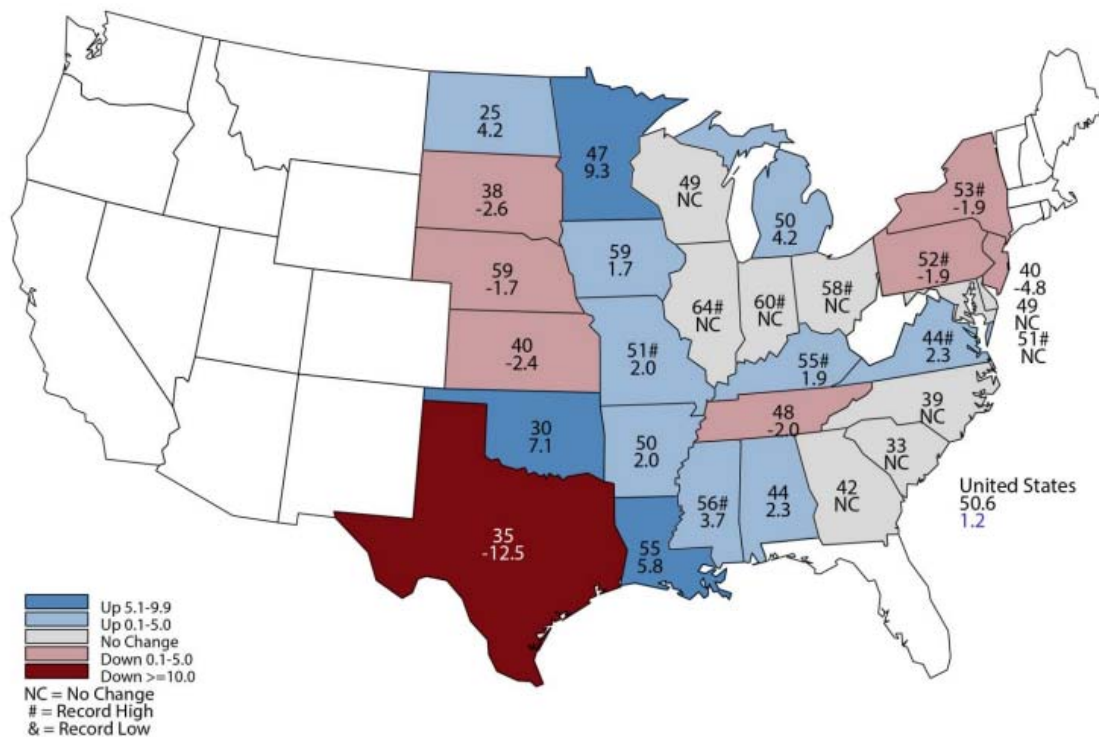 25
4.2
47
9.3
49
NC
38
-2.6
50
4.2
53#
-1.9
59
1.7
59
-1.7
52#
-1.9
40
-4.8
49
NC
51#
NC
64#
NC
60#
NC
58#
NC
40
-2.4
51#
2.0
55#
1.9
44#
2.3
48
-2.0
39
NC
30
7.1
50
2.0
33
NC
56#
3.7
44
2.3
42
NC
35
-12.5
55
5.8
United States
50.6
1.2
Up 5.1-9.9
Up 0.1-5.0
No Change
Down 0.1-5.0
Down >=10.0
NC = No Change
# = Record High
& = Record Low